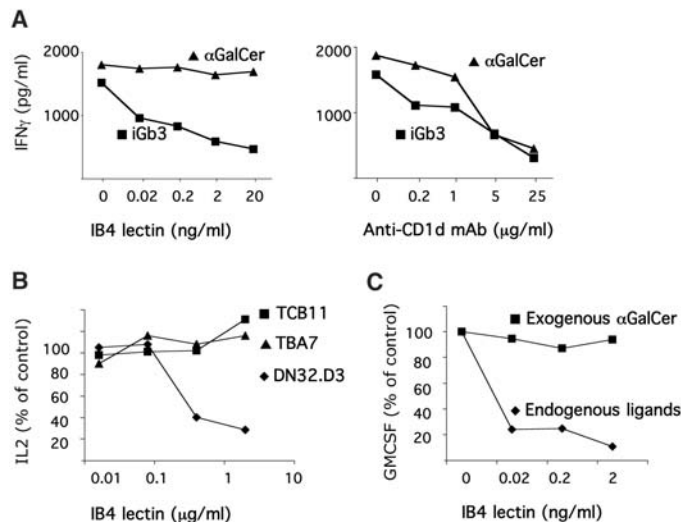 A
2000
1000
IFNγ (pg/ml)
αGalCer
iGb3
0 0.02 0.2 2 20
IB4 lectin (ng/ml)
2000
1000
αGalCer
iGb3
0 0.2 1 5 25
Anti-CD1d mAb (μg/ml)
B
100
80
60
40
20
IL2 (% of control)
TCB11
TBA7
DN32.D3
0.01 0.1 1 10
IB4 lectin (μg/ml)
C
100
80
60
40
20
GMCSF (% of control)
Exogenous αGalCer
Endogenous ligands
0 0.02 0.2 2
IB4 lectin (ng/ml)